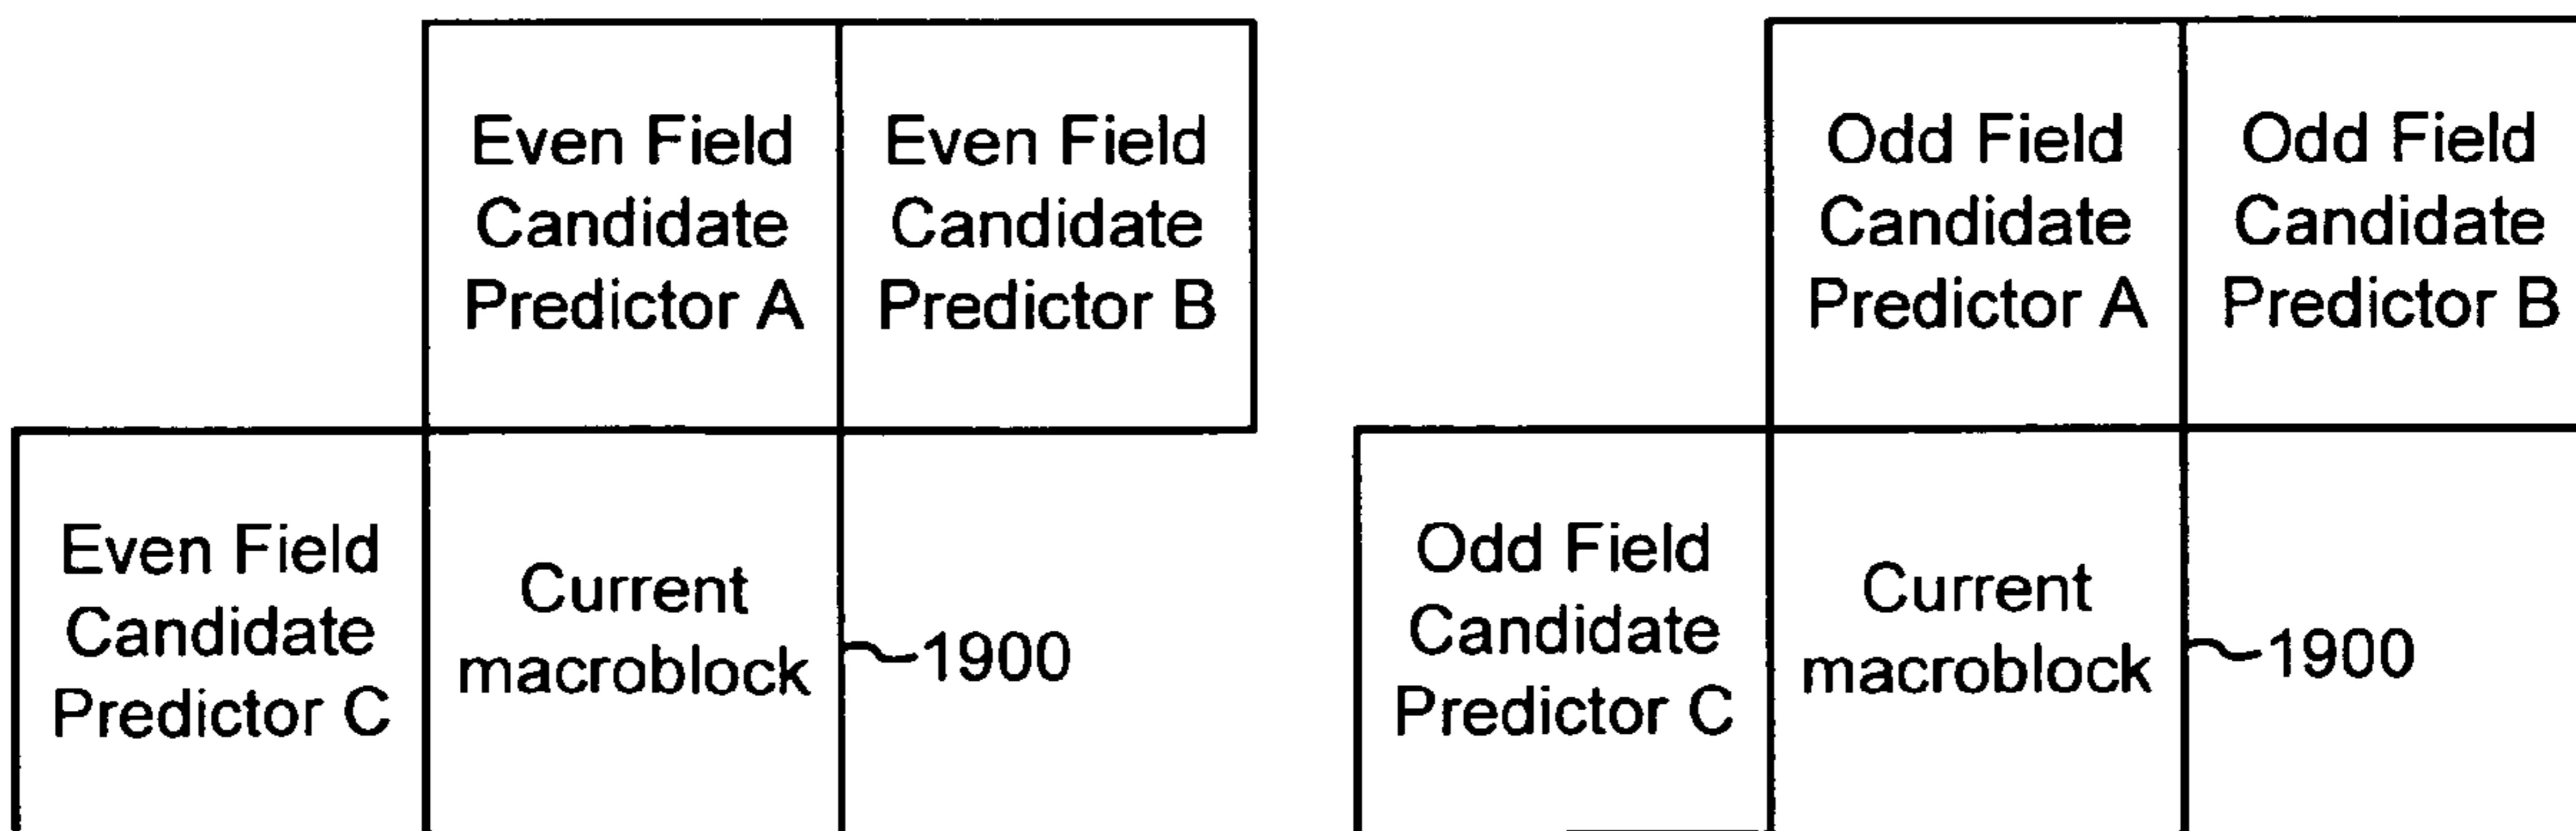 Even Field
Candidate
Predictor A
Even Field
Candidate
Predictor B
Even Field
Candidate
Predictor C
Current
macroblock
1900
Odd Field
Candidate
Predictor A
Odd Field
Candidate
Predictor B
Odd Field
Candidate
Predictor C
Current
macroblock
1900